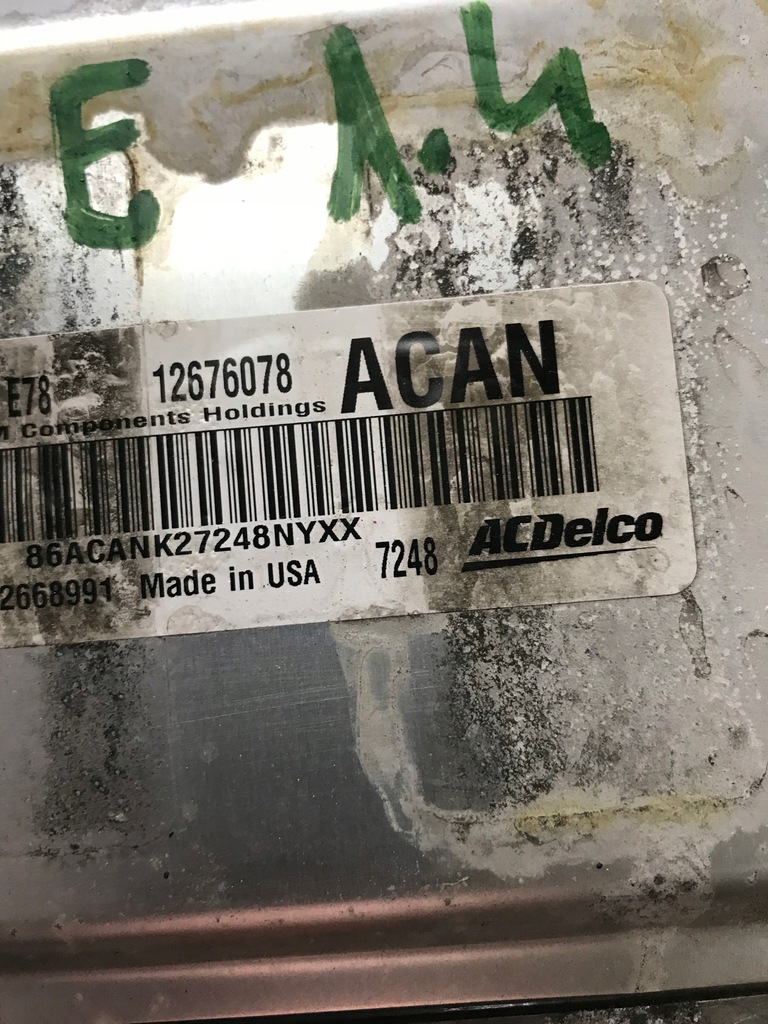 E 1.4
E78 12676078 ACAN
Components Holdings
86ACANK27248NYXX
2668991 Made in USA 7248 ACDelco